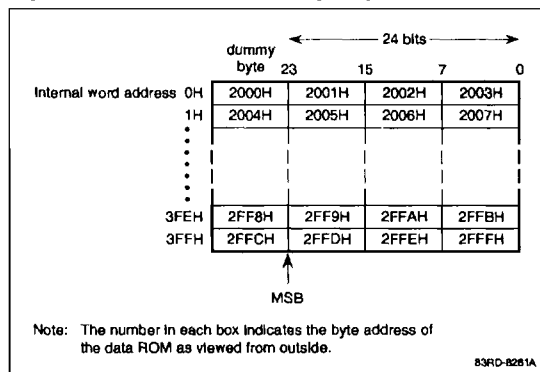 24 bits
dummy
byte 23 15 7 0
Internal word address 0H 2000H 2001H 2002H 2003H
1H 2004H 2005H 2006H 2007H
3FEH 2FF8H 2FF9H 2FFAH 2FFBH
3FFH 2FFCH 2FFDH 2FFEH 2FFFH
MSB
Note: The number in each box indicates the byte address of
the data ROM as viewed from outside.
83RD-8261A